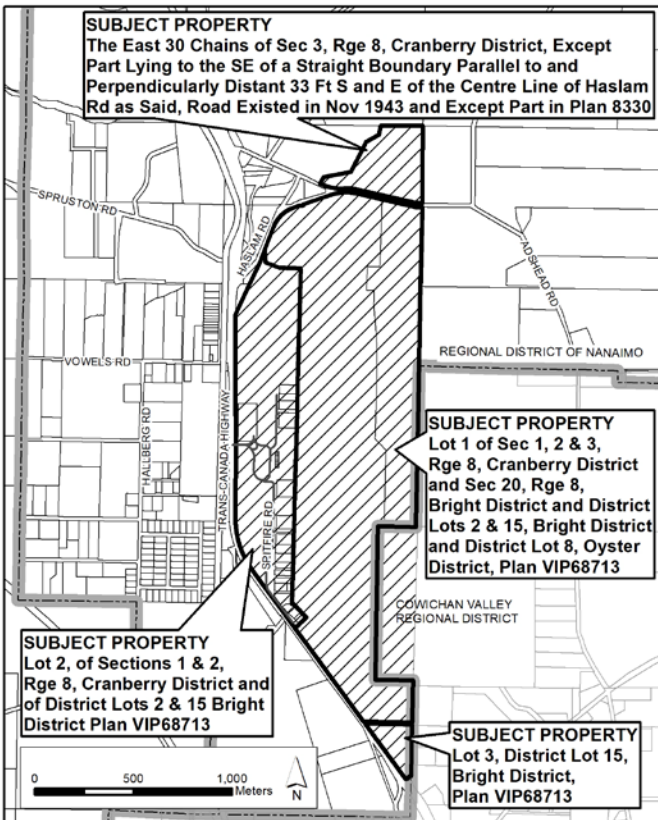 SUBJECT PROPERTY
The East 30 Chains of Sec 3, Rge 8, Cranberry District, Except
Part Lying to the SE of a Straight Boundary Parallel to and
Perpendicularly Distant 33 Ft S and E of the Centre Line of Haslam
Rd as Said, Road Existed in Nov 1943 and Except Part in Plan 8330
SPRUSTON RD
HASLAM RD
ADSHEAD RD
REGIONAL DISTRICT OF NANAIMO
VOWELS RD
HALLBERG RD
TRANS-CANADA HIGHWAY
SPITFIRE RD
SUBJECT PROPERTY
Lot 1 of Sec 1, 2 & 3,
Rge 8, Cranberry District
and Sec 20, Rge 8,
Bright District and District
Lots 2 & 15, Bright District
and District Lot 8, Oyster
District, Plan VIP68713
COWICHAN VALLEY
REGIONAL DISTRICT
SUBJECT PROPERTY
Lot 2, of Sections 1 & 2,
Rge 8, Cranberry District and
of District Lots 2 & 15 Bright
District Plan VIP68713
SUBJECT PROPERTY
Lot 3, District Lot 15,
Bright District,
Plan VIP68713
0 500 1,000
Meters
N